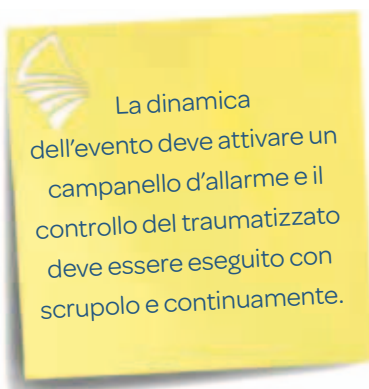 La dinamica
dell'evento deve attivare un
campanello d'allarme e il
controllo del traumatizzato
deve essere eseguito con
scrupolo e continuamente.